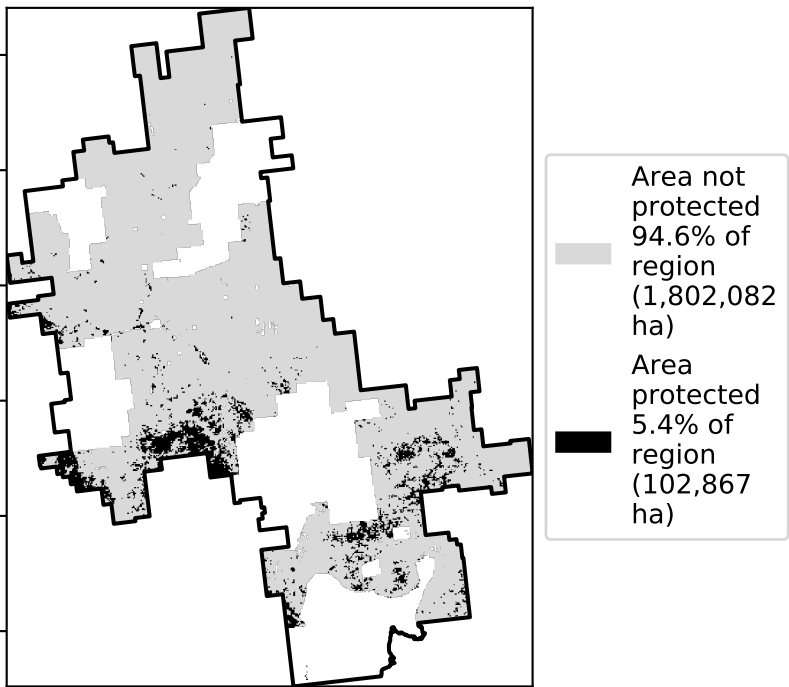 Area not
protected
94.6% of
region
(1,802,082
ha)
Area
protected
5.4% of
region
(102,867
ha)